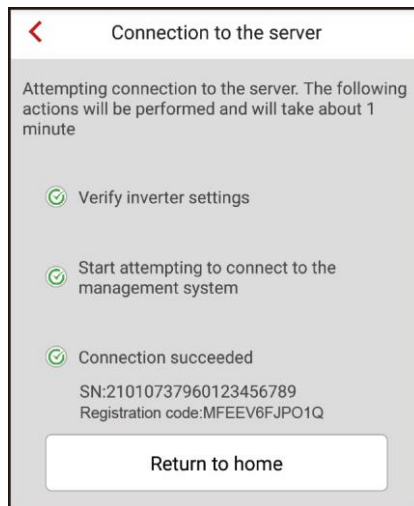 Connection to the server
Attempting connection to the server. The following
actions will be performed and will take about 1
minute
Verify inverter settings
Start attempting to connect to the
management system
Connection succeeded
SN:21010737960123456789
Registration code:MFEEV6FJPO1Q
Return to home